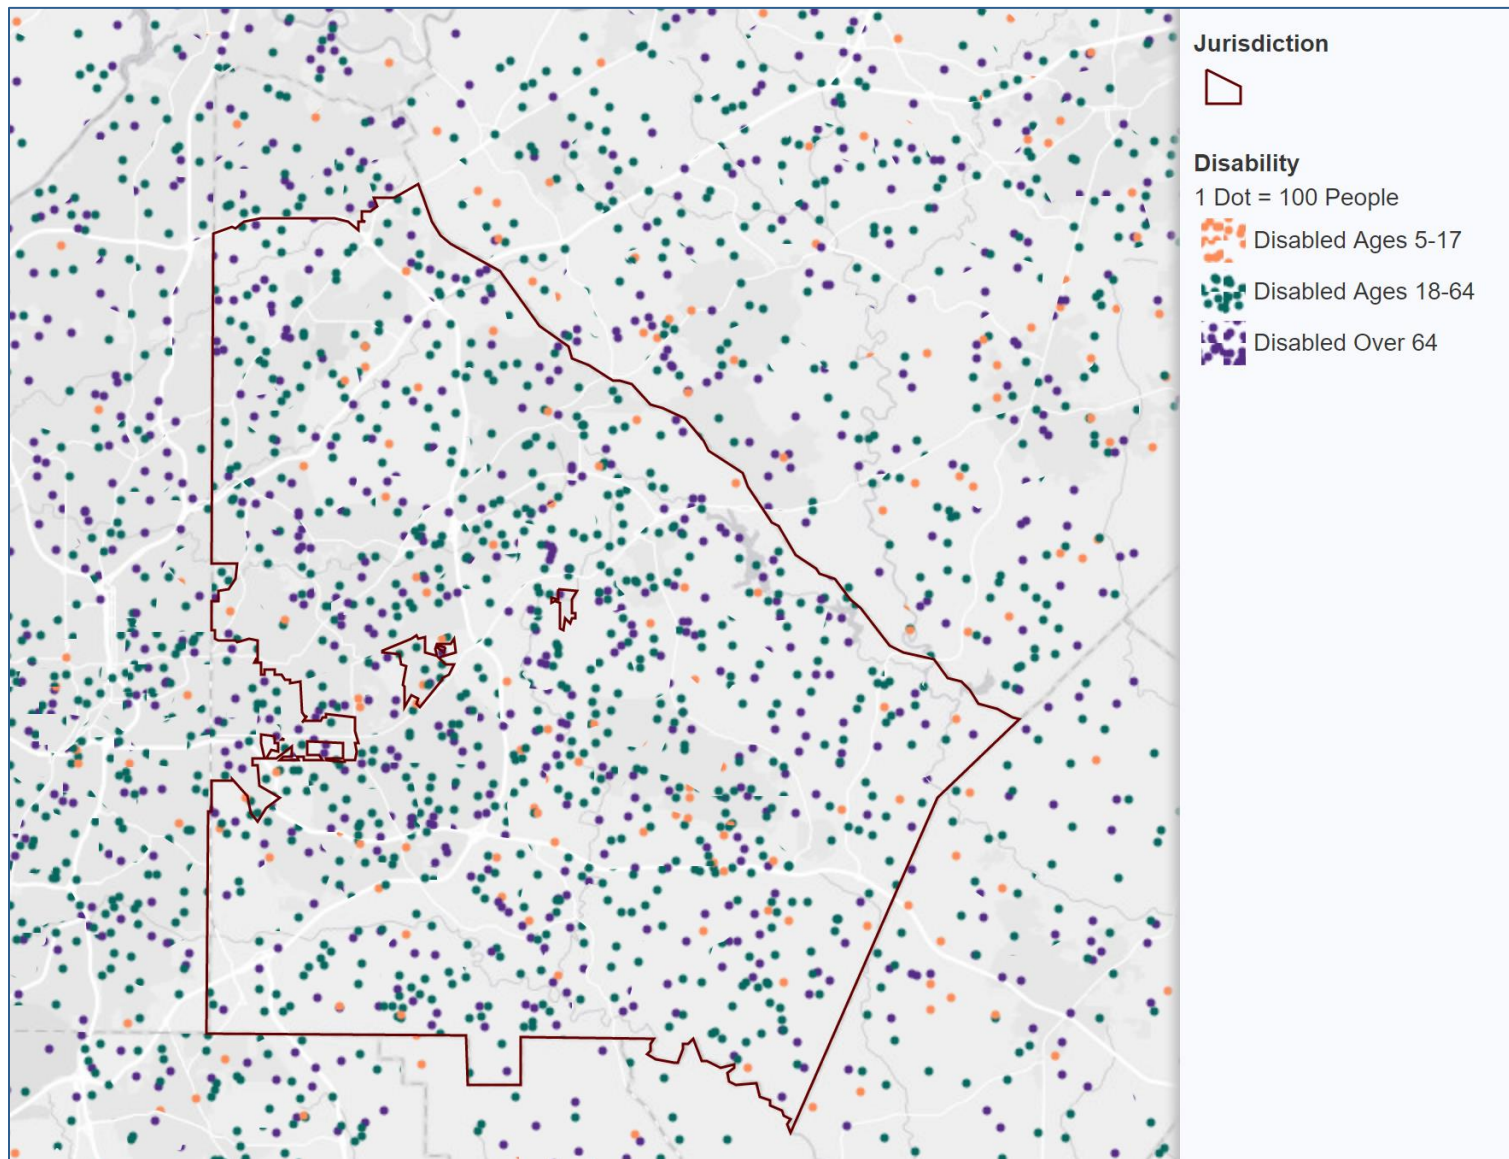 Jurisdiction
Disability
1 Dot = 100 People
Disabled Ages 5-17
Disabled Ages 18-64
Disabled Over 64